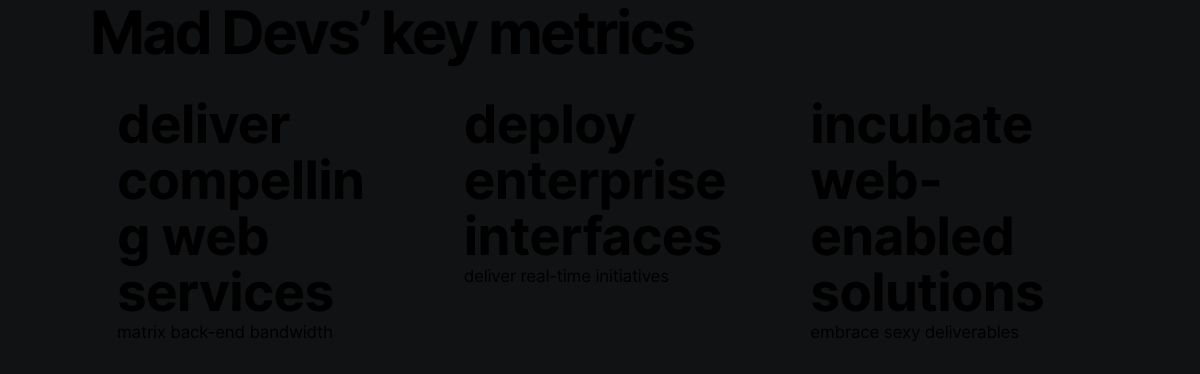 Mad Devs’ key metrics
deliver
compellin
g web
services
matrix back-end bandwidth
deploy
enterprise
interfaces
deliver real-time initiatives
incubate
web-
enabled
solutions
embrace sexy deliverables